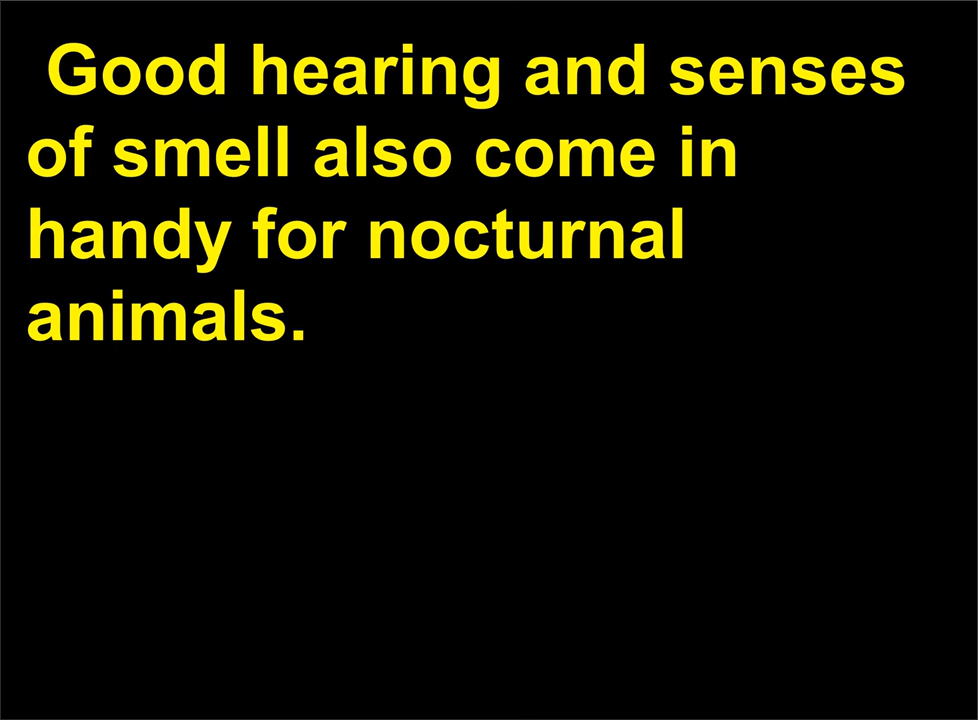 Good hearing and senses
of smell also come in
handy for nocturnal
animals.